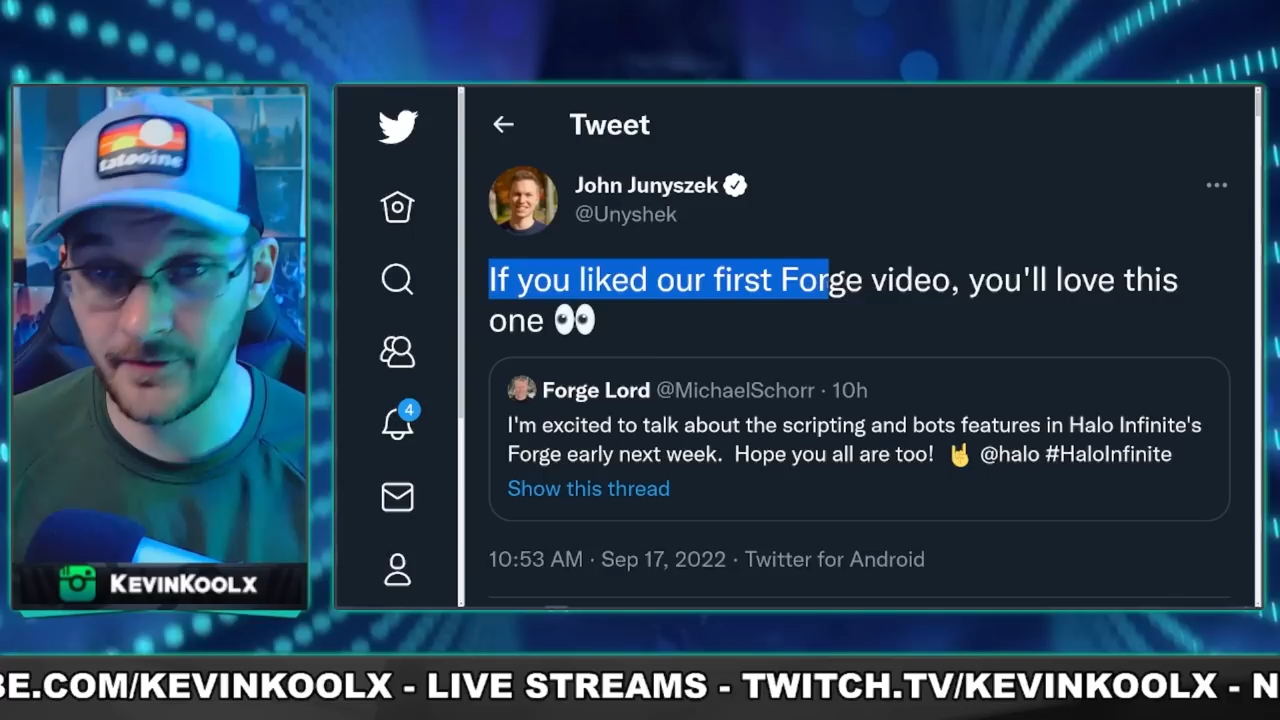 tatooine
KEVINKOOLX
Tweet
John Junyszek
@Unyshek
If you liked our first Forge video, you'll love this
one 👀
Forge Lord @MichaelSchorr · 10h
I'm excited to talk about the scripting and bots features in Halo Infinite's
Forge early next week. Hope you all are too! 🤘 @halo #HaloInfinite
Show this thread
4
10:53 AM · Sep 17, 2022 · Twitter for Android
BE.COM/KEVINKOOLX - LIVE STREAMS - TWITCH.TV/KEVINKOOLX - N